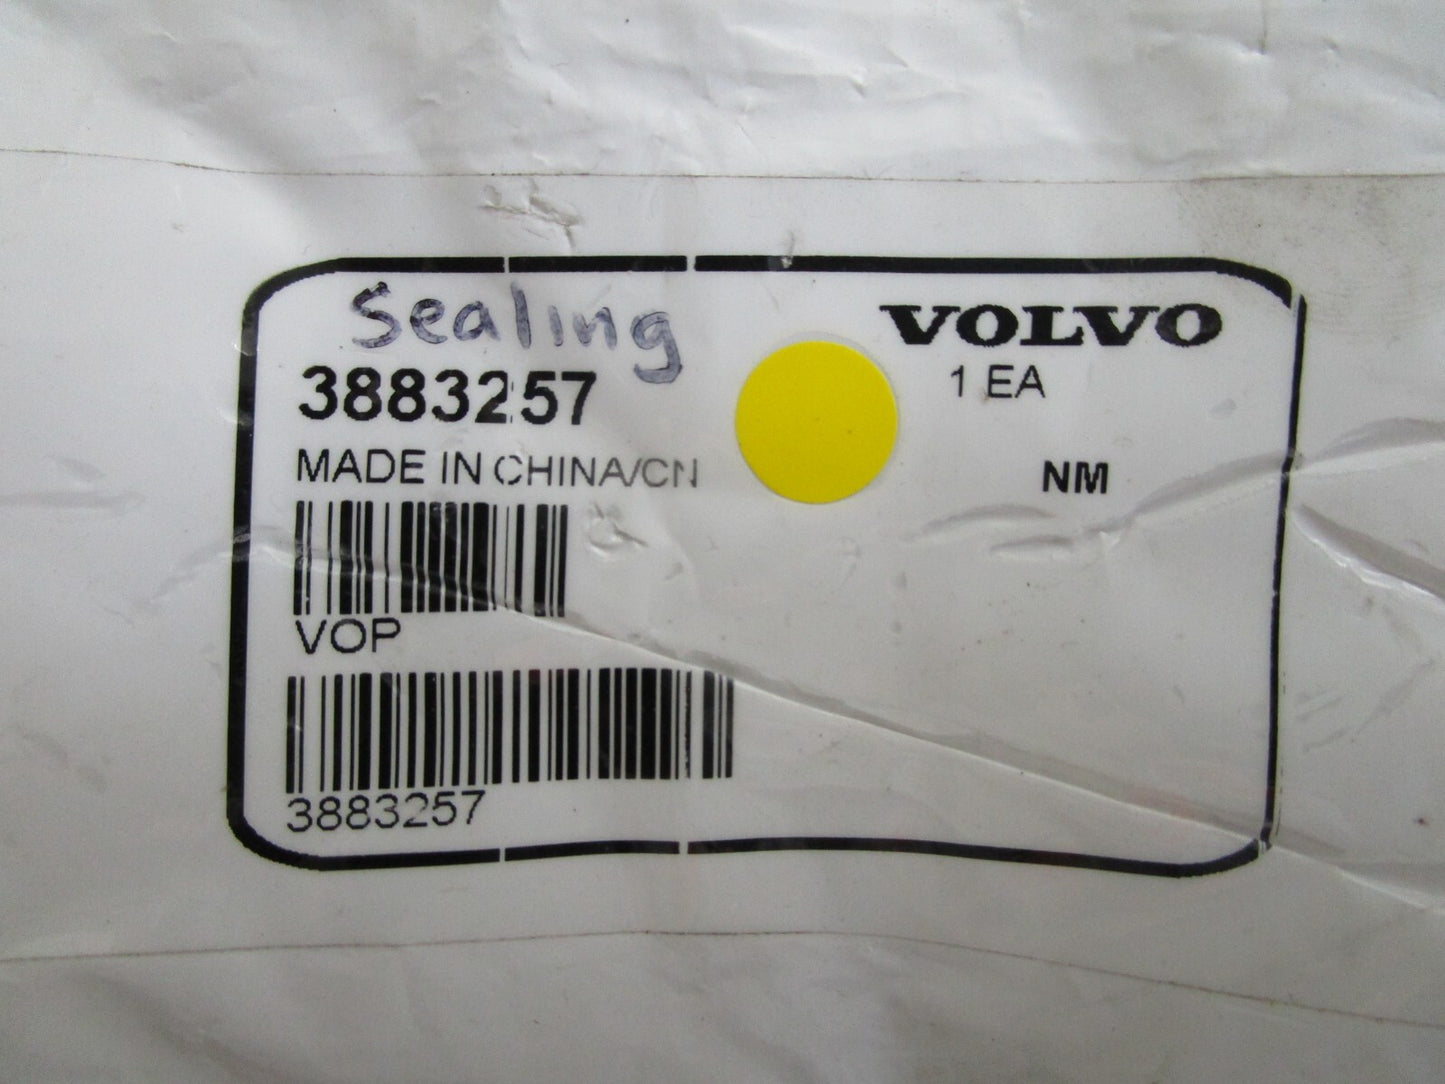 Sealing
VOLVO
3883257
1 EA
MADE IN CHINA/CN
NM
VOP
3883257